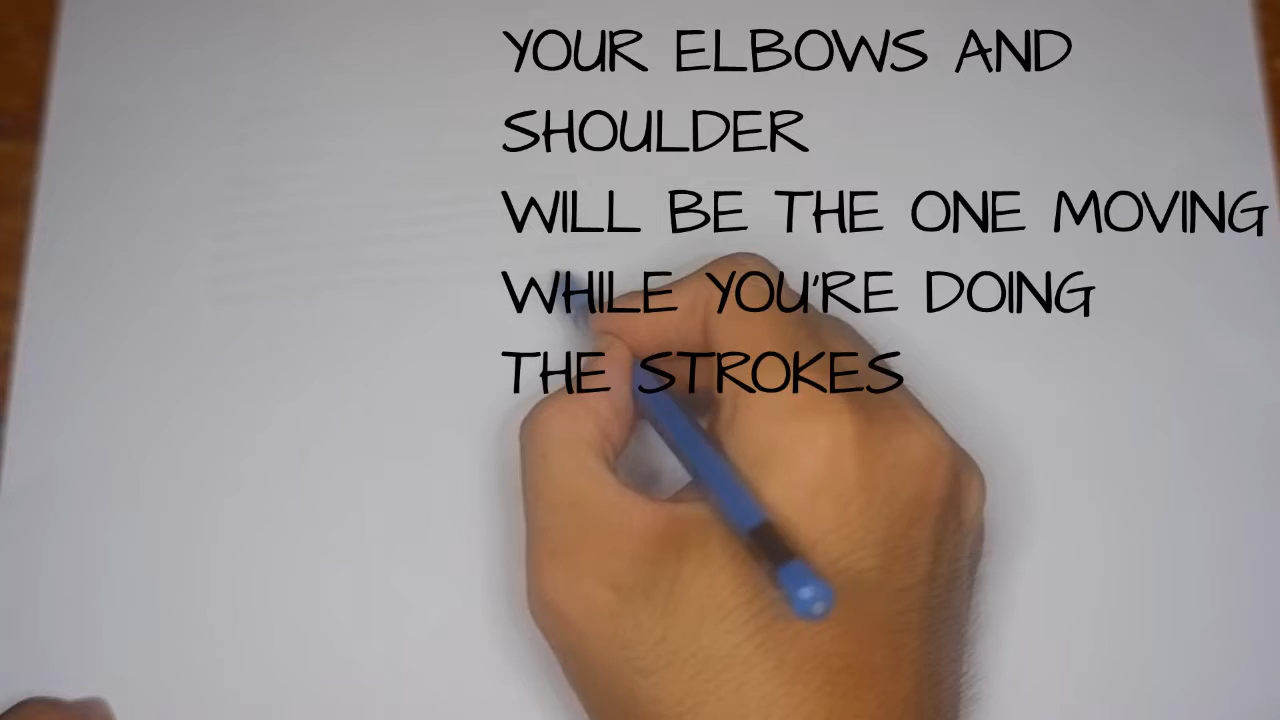 YOUR ELBOWS AND
SHOULDER
WILL BE THE ONE MOVING
WHILE YOU'RE DOING
THE STROKES